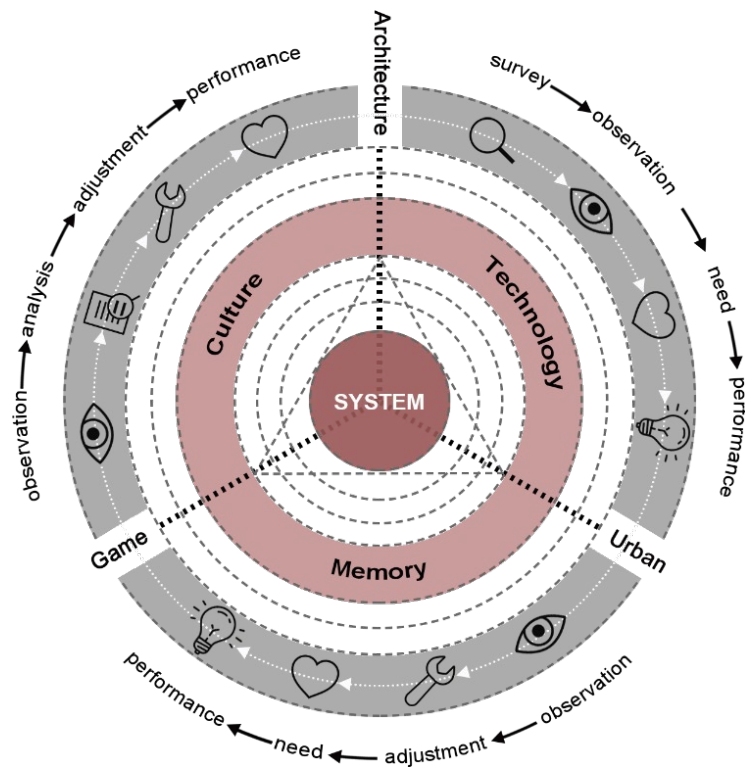 Architecture
survey
observation
need
performance
Urban
observation
adjustment
need
performance
Game
observation
analysis
adjustment
performance
Culture
Technology
Memory
SYSTEM